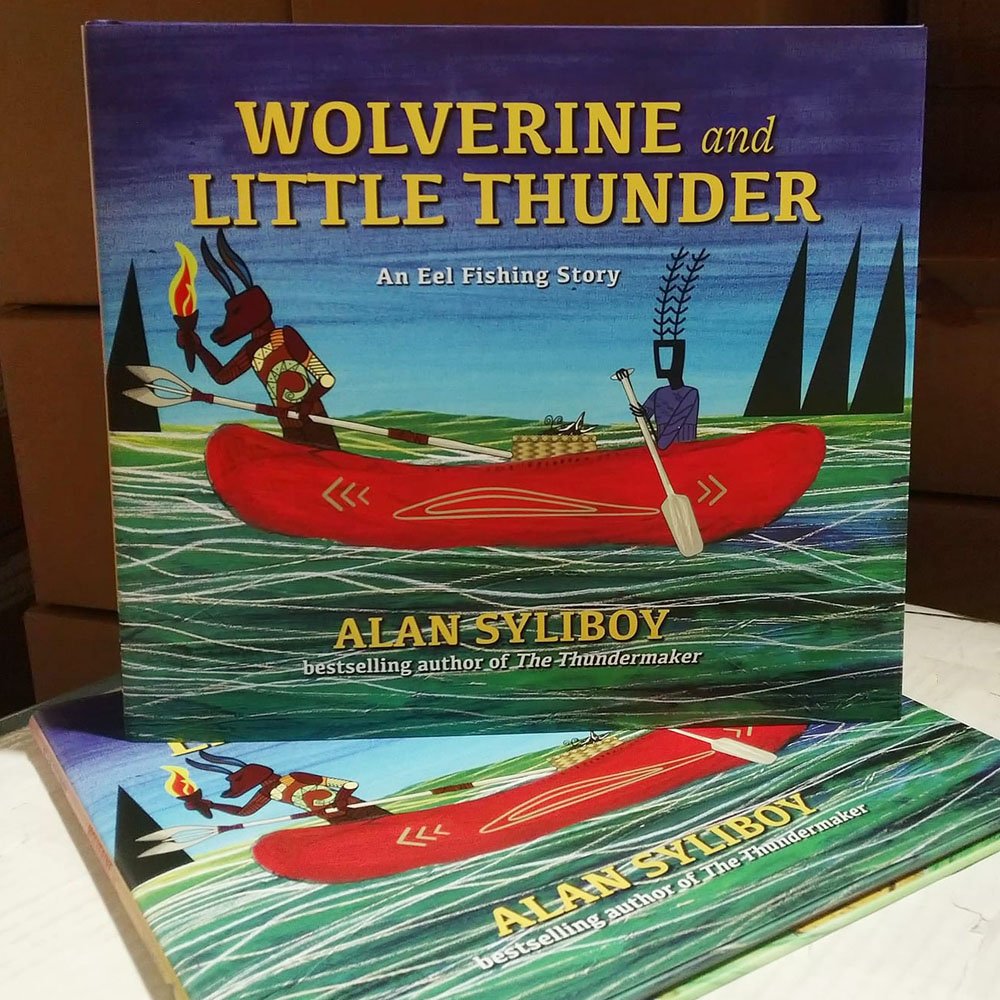 WOLVERINE and
LITTLE THUNDER
An Eel Fishing Story
ALAN SYLIBOY
bestselling author of The Thundermaker
ALAN SYLIBOY
bestselling author of The Thundermaker